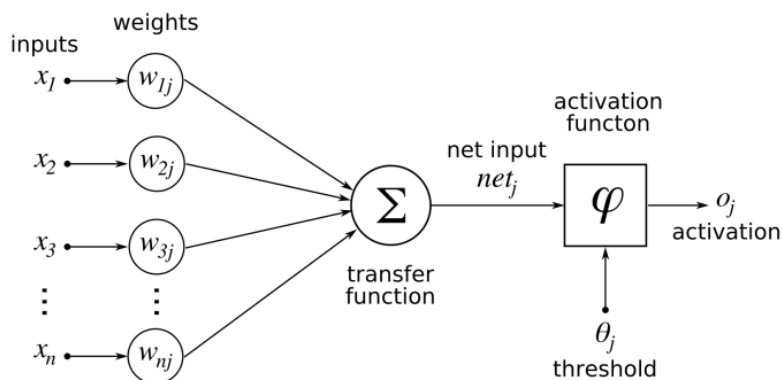 weights
inputs
x₁
w₁ⱼ
x₂
w₂ⱼ
x₃
w₃ⱼ
⋮
⋮
xₙ
wₙⱼ
Σ
transfer
function
net input
netⱼ
activation
functon
φ
oⱼ
activation
θⱼ
threshold